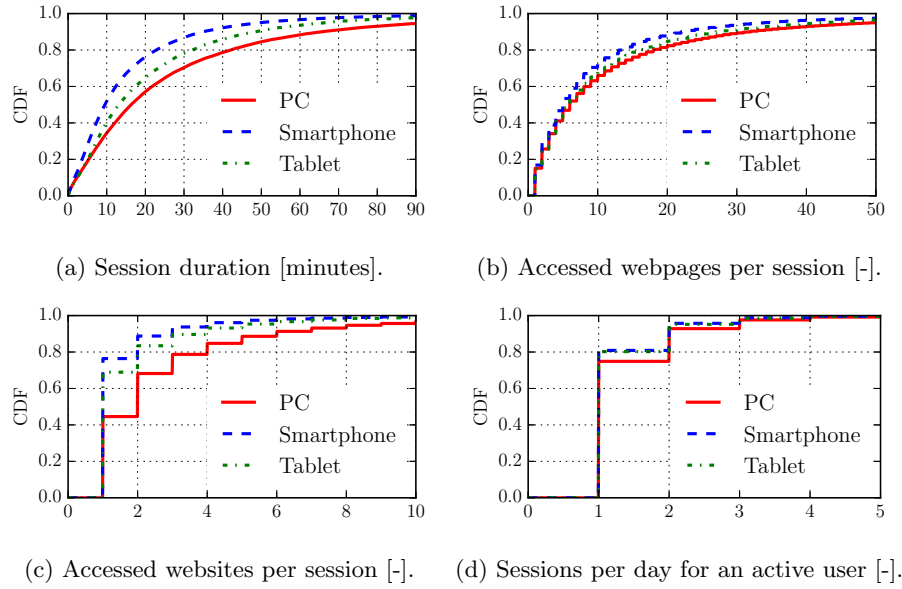 1.0
0.8
0.6
0.4
0.2
0.0
CDF
PC
Smartphone
Tablet
0 10 20 30 40 50 60 70 80 90
(a) Session duration [minutes].
1.0
0.8
0.6
0.4
0.2
0.0
CDF
PC
Smartphone
Tablet
0 10 20 30 40 50
(b) Accessed webpages per session [-].
1.0
0.8
0.6
0.4
0.2
0.0
CDF
PC
Smartphone
Tablet
0 2 4 6 8 10
(c) Accessed websites per session [-].
1.0
0.8
0.6
0.4
0.2
0.0
CDF
PC
Smartphone
Tablet
0 1 2 3 4 5
(d) Sessions per day for an active user [-].